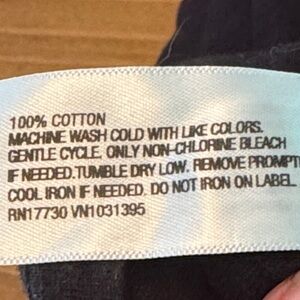 100% COTTON
MACHINE WASH COLD WITH LIKE COLORS.
GENTLE CYCLE. ONLY NON-CHLORINE BLEACH
IF NEEDED.TUMBLE DRY LOW. REMOVE PROMPT
COOL IRON IF NEEDED. DO NOT IRON ON LABEL
RN17730 VN1031395